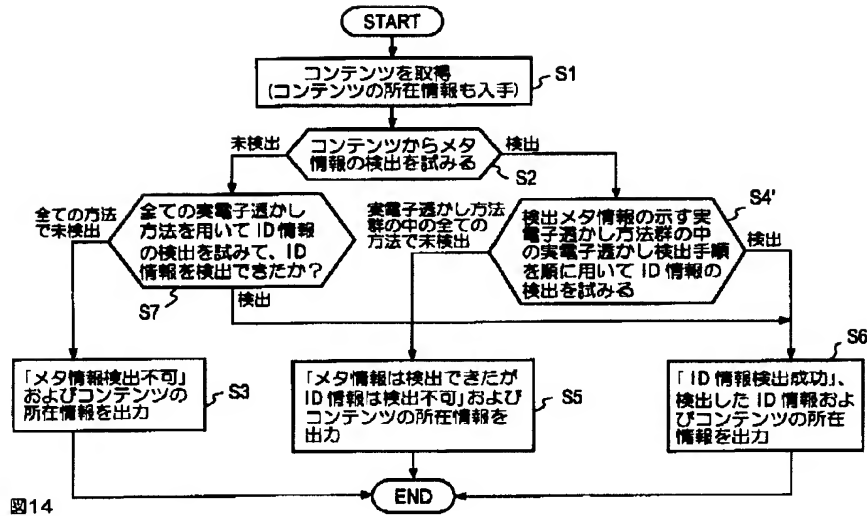 START
コンテンツを取得
(コンテンツの所在情報も入手)
S1
未検出
コンテンツからメタ
情報の検出を試みる
検出
S2
全ての方法
で未検出
全ての実電子透かし
方法を用いて ID 情報
の検出を試みて、ID
情報を検出できたか？
S7
検出
実電子透かし方法
群の中の全ての
方法で未検出
検出メタ情報の示す実
電子透かし方法群の中
の実電子透かし検出手順
を順に用いて ID 情報の
検出を試みる
S4'
検出
「メタ情報検出不可」
およびコンテンツの
所在情報を出力
S3
「メタ情報は検出できたが
ID 情報は検出不可」および
コンテンツの所在情報を
出力
S5
「ID 情報検出成功」、
検出した ID 情報およ
びコンテンツの所在
情報を出力
S6
END
図14